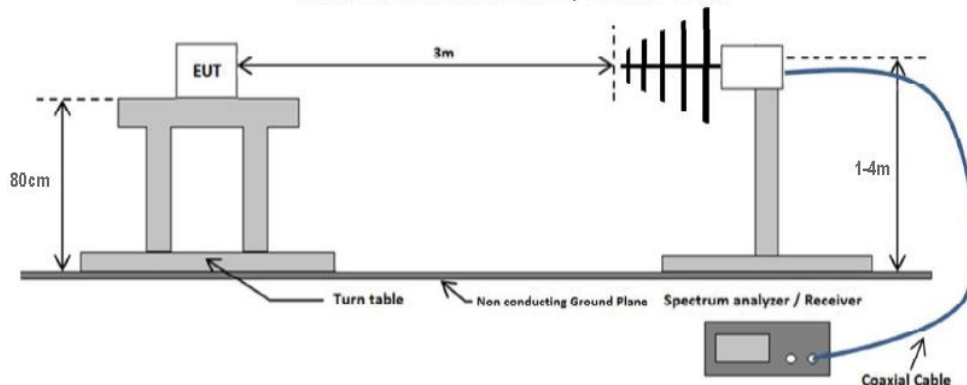 3m
EUT
80cm
1-4m
Turn table
Non conducting Ground Plane
Spectrum analyzer / Receiver
Coaxial Cable